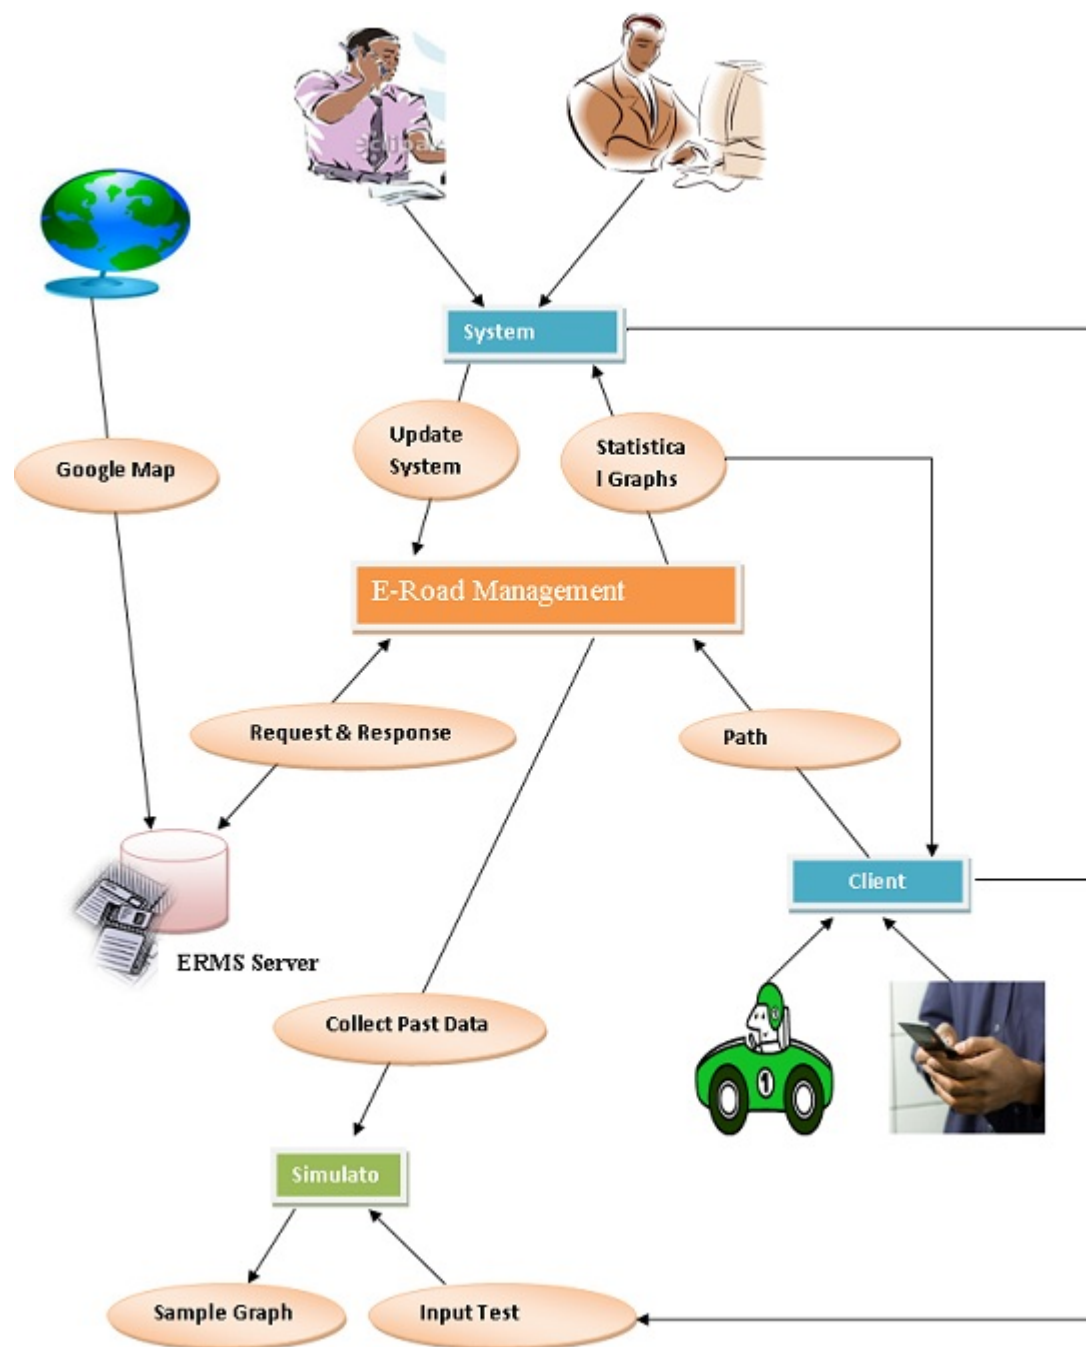 System
Update
System
Statistica
l Graphs
Google Map
E-Road Management
Request & Response
Path
Client
ERMS Server
Collect Past Data
Simulato
Sample Graph
Input Test